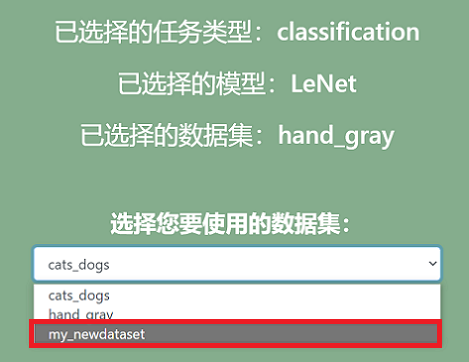 已选择的任务类型：classification
已选择的模型：LeNet
已选择的数据集：hand_gray
选择您要使用的数据集：
cats_dogs
cats_dogs
hand_gray
my_newdataset